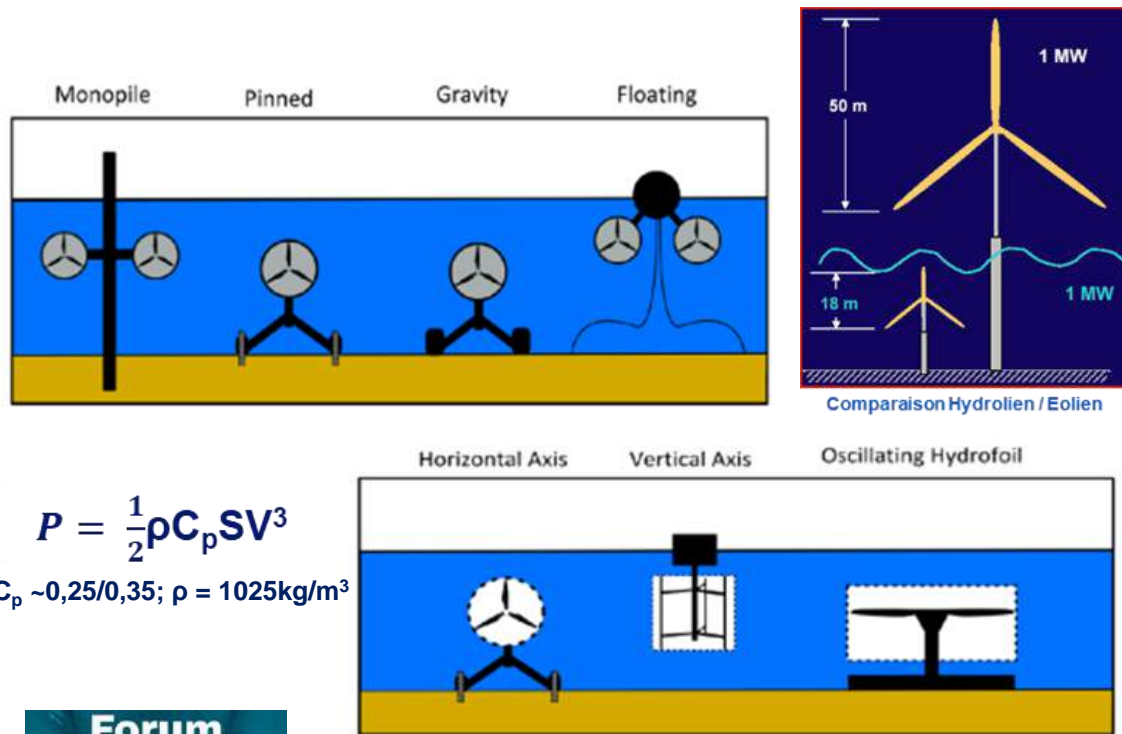 Monopile Pinned Gravity Floating
1 MW
50 m
18 m
1 MW
Comparaison Hydrolien / Eolien
Horizontal Axis Vertical Axis Oscillating Hydrofoil
P = ½ρCₚSV³
Cₚ ~0,25/0,35; ρ = 1025kg/m³
Forum